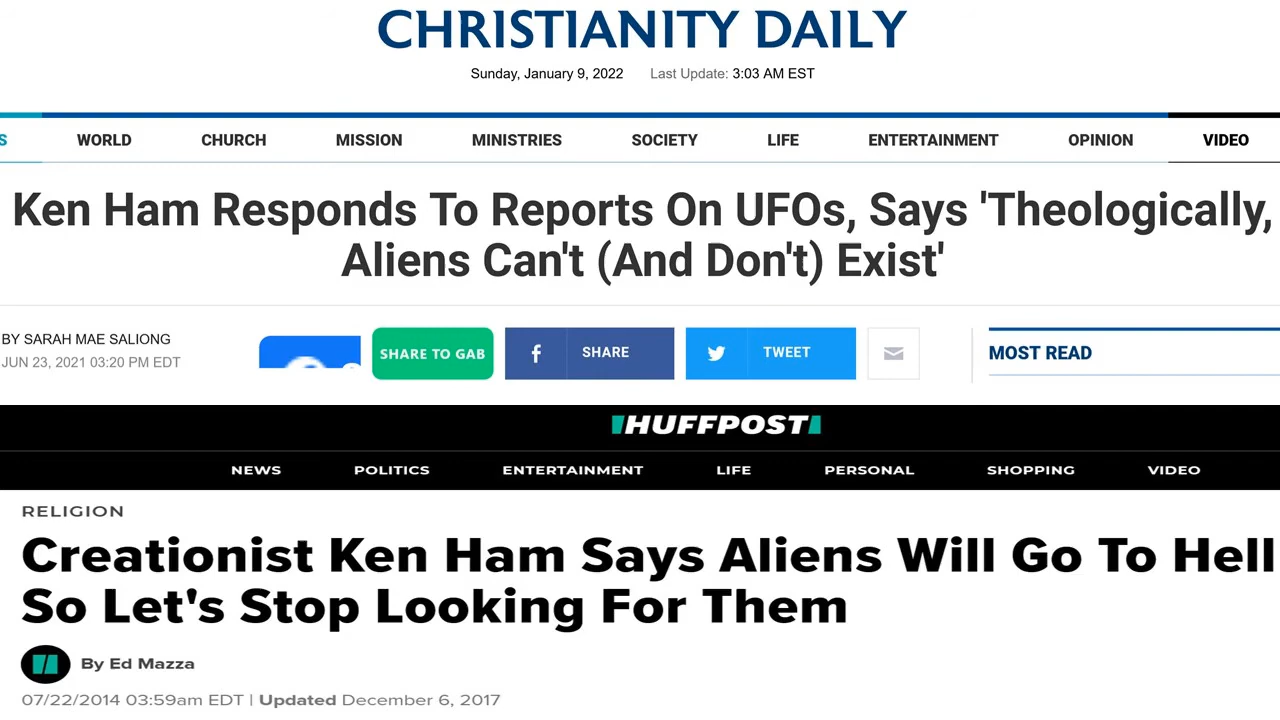 CHRISTIANITY DAILY
Sunday, January 9, 2022 Last Update: 3:03 AM EST
S WORLD CHURCH MISSION MINISTRIES SOCIETY LIFE ENTERTAINMENT OPINION VIDEO
Ken Ham Responds To Reports On UFOs, Says 'Theologically,
Aliens Can't (And Don't) Exist'
BY SARAH MAE SALIONG
JUN 23, 2021 03:20 PM EDT
SHARE TO GAB
SHARE
TWEET
MOST READ
HUFFPOST
NEWS POLITICS ENTERTAINMENT LIFE PERSONAL SHOPPING VIDEO
RELIGION
Creationist Ken Ham Says Aliens Will Go To Hell
So Let's Stop Looking For Them
By Ed Mazza
07/22/2014 03:59am EDT | Updated December 6, 2017